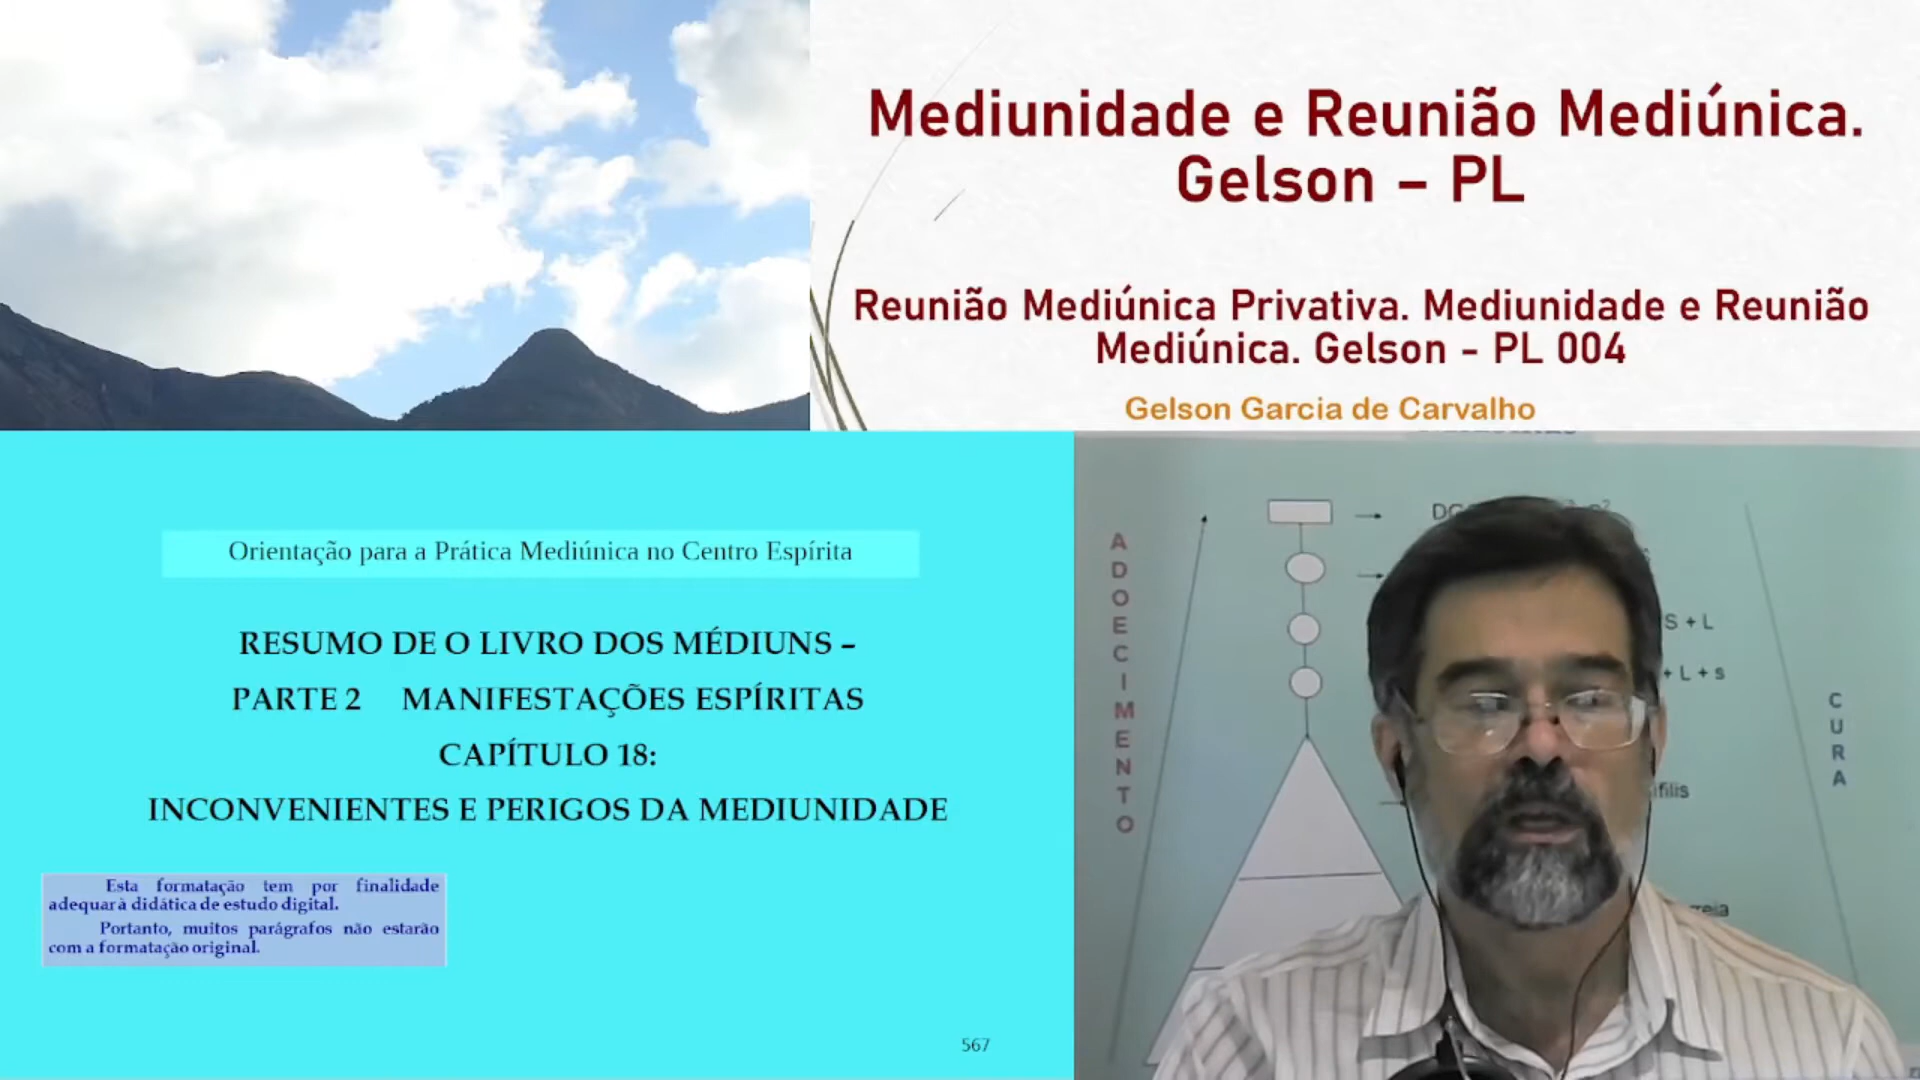 Mediunidade e Reunião Mediúnica.
Gelson – PL
Reunião Mediúnica Privativa. Mediunidade e Reunião
Mediúnica. Gelson - PL 004
Gelson Garcia de Carvalho
Orientação para a Prática Mediúnica no Centro Espírita
RESUMO DE O LIVRO DOS MÉDIUNS –
PARTE 2 MANIFESTAÇÕES ESPÍRITAS
CAPÍTULO 18:
INCONVENIENTES E PERIGOS DA MEDIUNIDADE
Esta formatação tem por finalidade
adequar à didática de estudo digital.
Portanto, muitos parágrafos não estarão
com a formatação original.
567
ADOECIMENTO
S + L
+ L + s
CURA